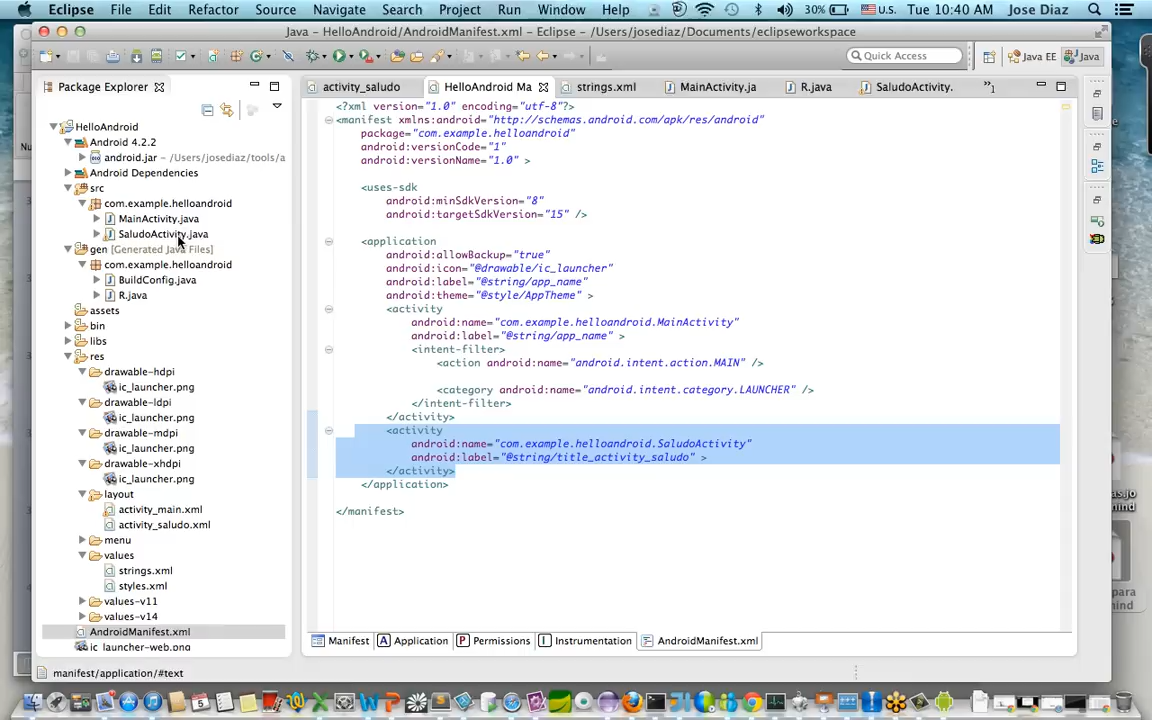 Eclipse File Edit Refactor Source Navigate Search Project Run Window Help 30% U.S. Tue 10:40 AM Jose Diaz
Java – HelloAndroid/AndroidManifest.xml – Eclipse – /Users/josediaz/Documents/eclipseworkspace
Quick Access Java EE Java
Package Explorer
activity_saludo HelloAndroid Ma strings.xml MainActivity.ja R.java SaludoActivity. »1
HelloAndroid
Android 4.2.2
android.jar – /Users/josediaz/tools/a
Android Dependencies
src
com.example.helloandroid
MainActivity.java
SaludoActivity.java
gen [Generated Java Files]
com.example.helloandroid
BuildConfig.java
R.java
assets
bin
libs
res
drawable-hdpi
ic_launcher.png
drawable-ldpi
ic_launcher.png
drawable-mdpi
ic_launcher.png
drawable-xhdpi
ic_launcher.png
layout
activity_main.xml
activity_saludo.xml
menu
values
strings.xml
styles.xml
values-v11
values-v14
AndroidManifest.xml
ic_launcher-web.png
<?xml version="1.0" encoding="utf-8"?>
<manifest xmlns:android="http://schemas.android.com/apk/res/android"
package="com.example.helloandroid"
android:versionCode="1"
android:versionName="1.0" >
<uses-sdk
android:minSdkVersion="8"
android:targetSdkVersion="15" />
<application
android:allowBackup="true"
android:icon="@drawable/ic_launcher"
android:label="@string/app_name"
android:theme="@style/AppTheme" >
<activity
android:name="com.example.helloandroid.MainActivity"
android:label="@string/app_name" >
<intent-filter>
<action android:name="android.intent.action.MAIN" />
<category android:name="android.intent.category.LAUNCHER" />
</intent-filter>
</activity>
<activity
android:name="com.example.helloandroid.SaludoActivity"
android:label="@string/title_activity_saludo" >
</activity>
</application>
</manifest>
Manifest Application Permissions Instrumentation AndroidManifest.xml
manifest/application/#text
as.jo
mind
para
ind